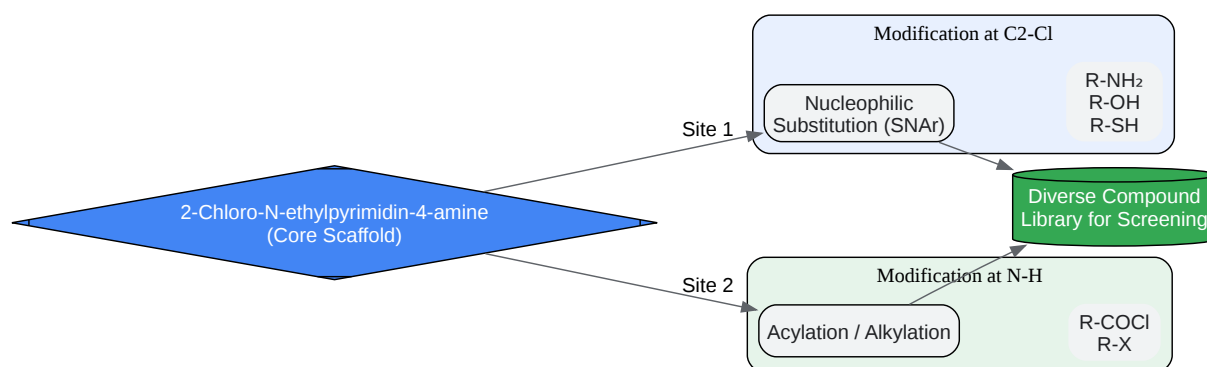 Modification at C2-Cl
Nucleophilic
Substitution (SNAr)
R-NH₂
R-OH
R-SH
Site 1
2-Chloro-N-ethylpyrimidin-4-amine
(Core Scaffold)
Diverse Compound
Library for Screening
Site 2
Modification at N-H
Acylation / Alkylation
R-COCl
R-X